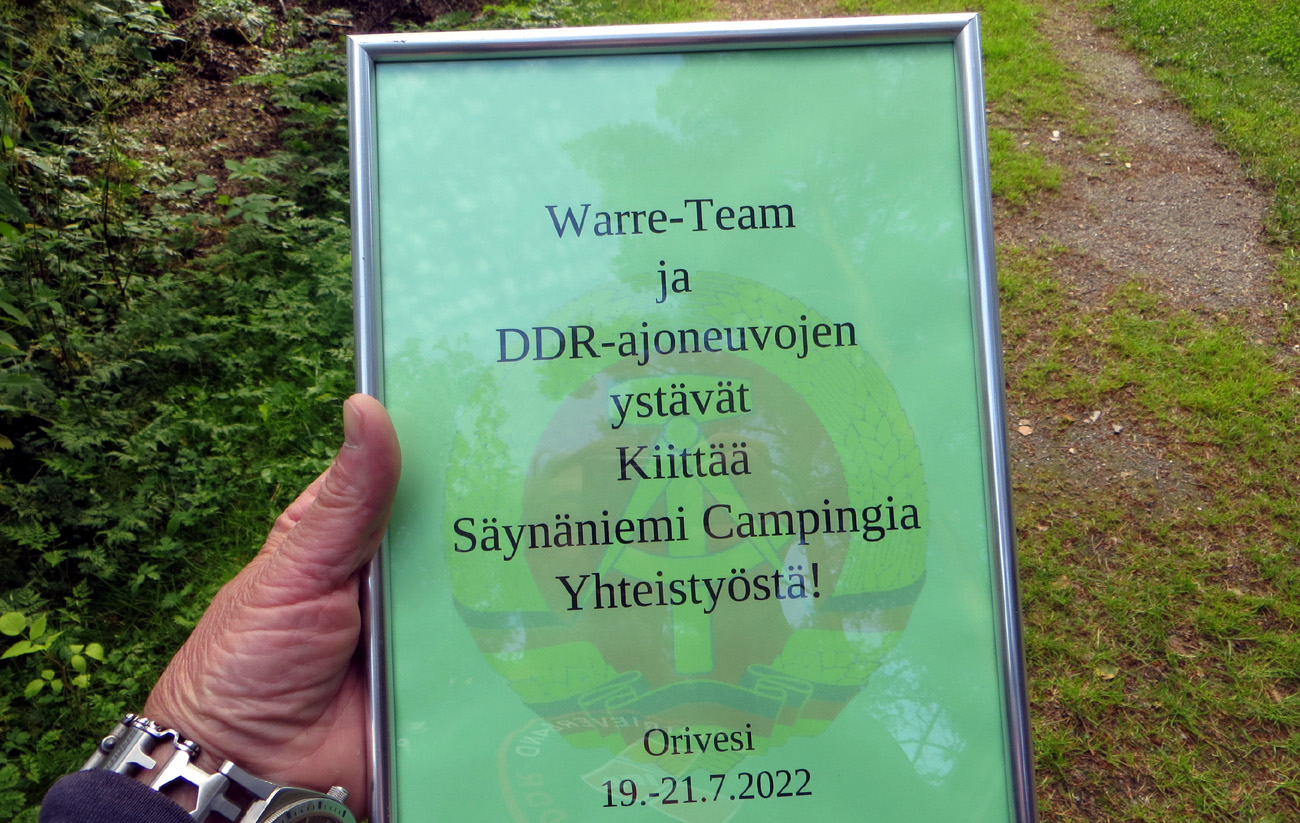 Warre-Team
ja
DDR-ajoneuvojen
ystävät
Kiittää
Säynäniemi Campingia
Yhteistyöstä!
Orivesi
19.-21.7.2022